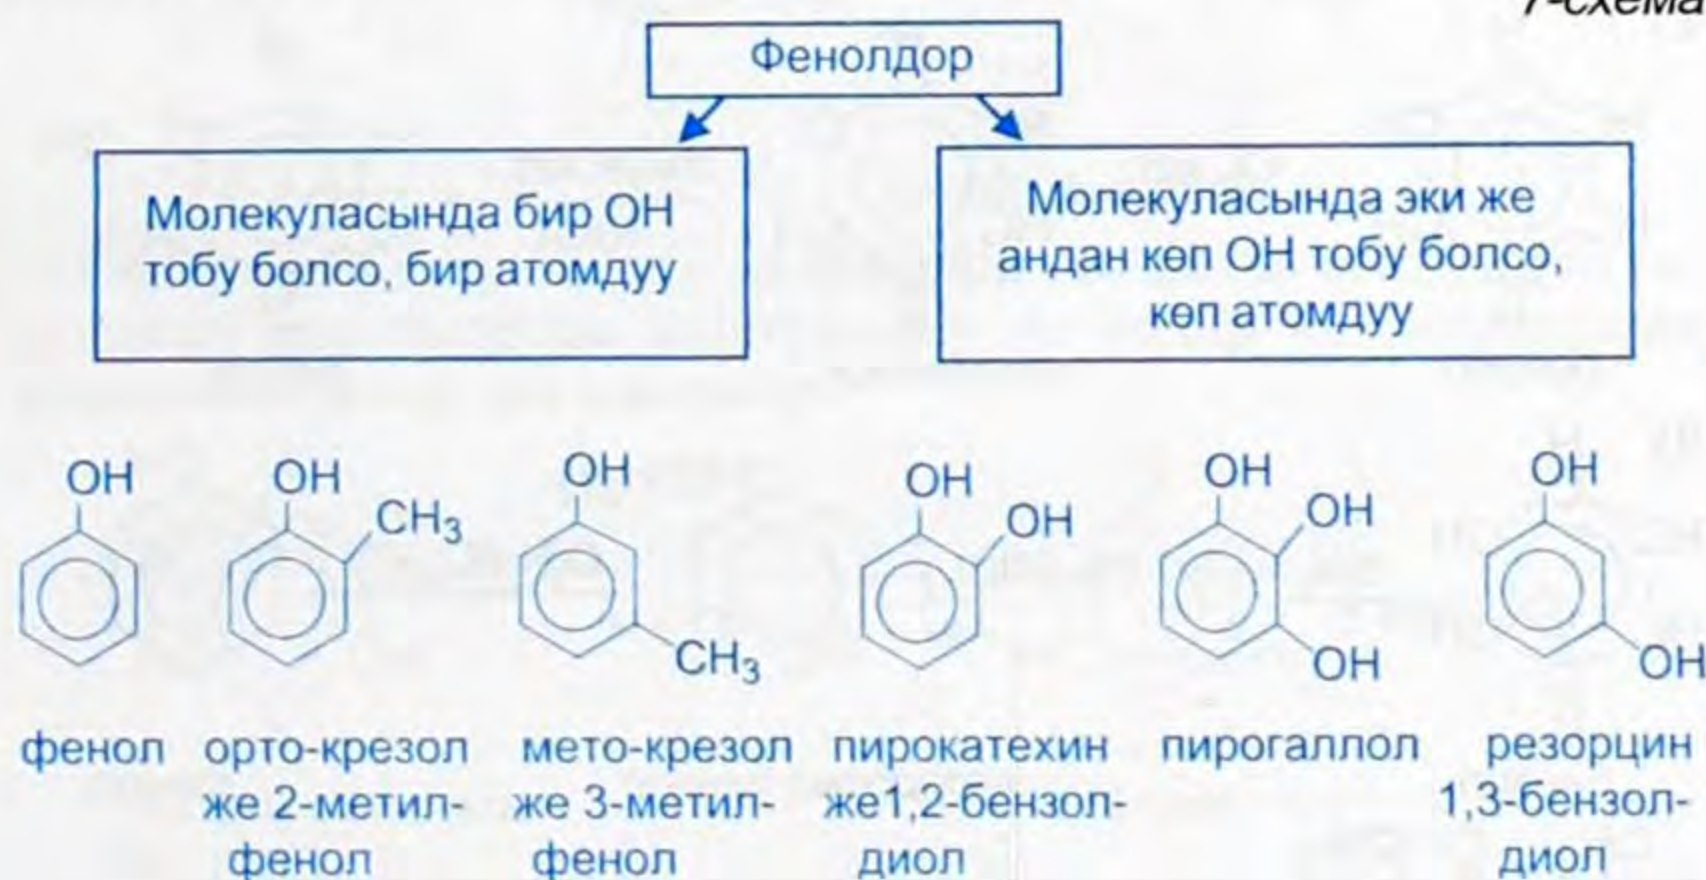 7-схема
Фенолдор
Молекуласында бир ОН
тобу болсо, бир атомдуу
Молекуласында эки же
андан көп ОН тобу болсо,
көп атомдуу
OH
OH
CH₃
OH
CH₃
OH
OH
OH
OH
OH
OH
OH
фенол
орто-крезол
же 2-метил-
фенол
мето-крезол
же 3-метил-
фенол
пирокатехин
же1,2-бензол-
диол
пирогаллол
резорцин
1,3-бензол-
диол